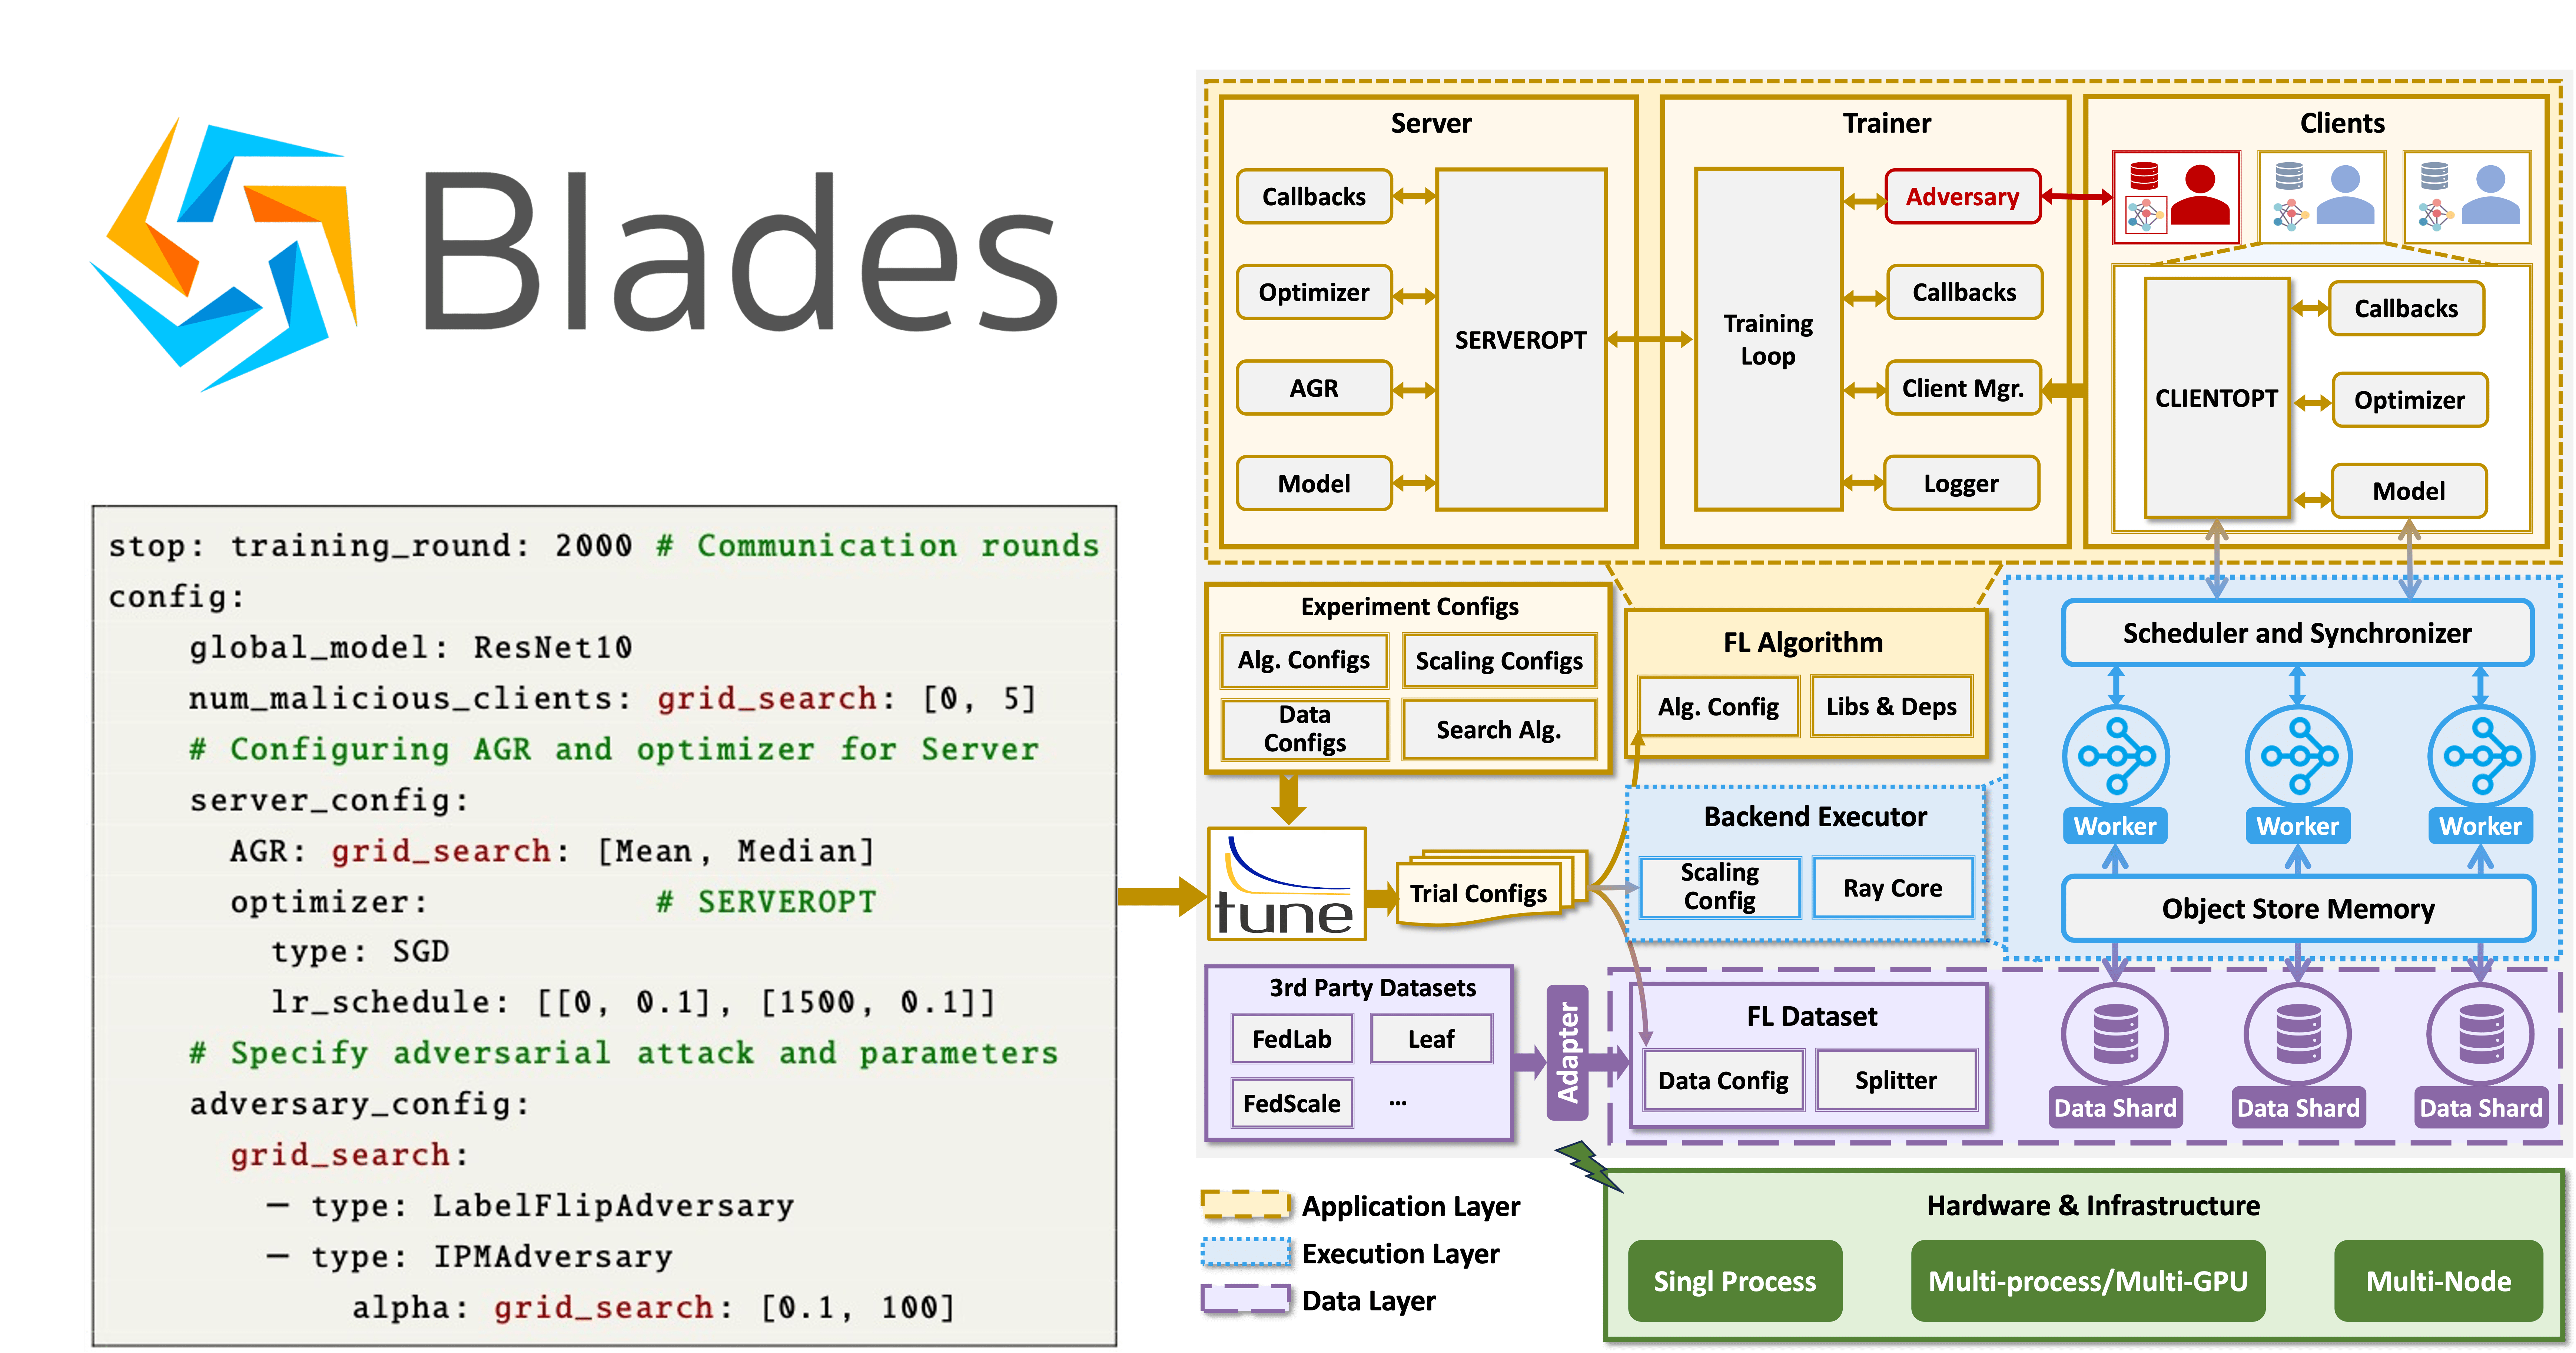 Blades
stop: training_round: 2000 # Communication rounds
config:
global_model: ResNet10
num_malicious_clients: grid_search: [0, 5]
# Configuring AGR and optimizer for Server
server_config:
AGR: grid_search: [Mean, Median]
optimizer: # SERVEROPT
type: SGD
lr_schedule: [[0, 0.1], [1500, 0.1]]
# Specify adversarial attack and parameters
adversary_config:
grid_search:
— type: LabelFlipAdversary
— type: IPMAdversary
alpha: grid_search: [0.1, 100]
Server
Callbacks
Optimizer
AGR
Model
SERVEROPT
Trainer
Training
Loop
Adversary
Callbacks
Client Mgr.
Logger
Clients
CLIENTOPT
Callbacks
Optimizer
Model
Experiment Configs
Alg. Configs
Scaling Configs
Data
Configs
Search Alg.
FL Algorithm
Alg. Config
Libs & Deps
tune
Trial Configs
Backend Executor
Scaling
Config
Ray Core
Scheduler and Synchronizer
Worker
Worker
Worker
Object Store Memory
3rd Party Datasets
FedLab
Leaf
FedScale
...
Adapter
FL Dataset
Data Config
Splitter
Data Shard
Data Shard
Data Shard
Application Layer
Execution Layer
Data Layer
Hardware & Infrastructure
Singl Process
Multi-process/Multi-GPU
Multi-Node